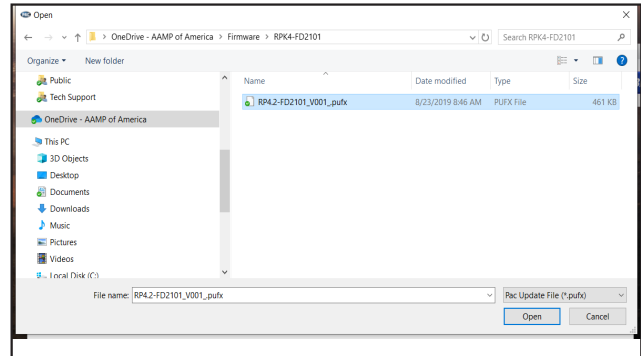 Open
OneDrive - AAMP of America > Firmware > RPK4-FD2101
Search RPK4-FD2101
Organize New folder
Name Date modified Type Size
Public
Tech Support
RP4.2-FD2101_V001_.pufx 8/23/2019 8:46 AM PUFX File 461 KB
OneDrive - AAMP of America
This PC
3D Objects
Desktop
Documents
Downloads
Music
Pictures
Videos
Local Disk (C:)
File name: RP4.2-FD2101_V001_.pufx Pac Update File (*.pufx)
Open Cancel